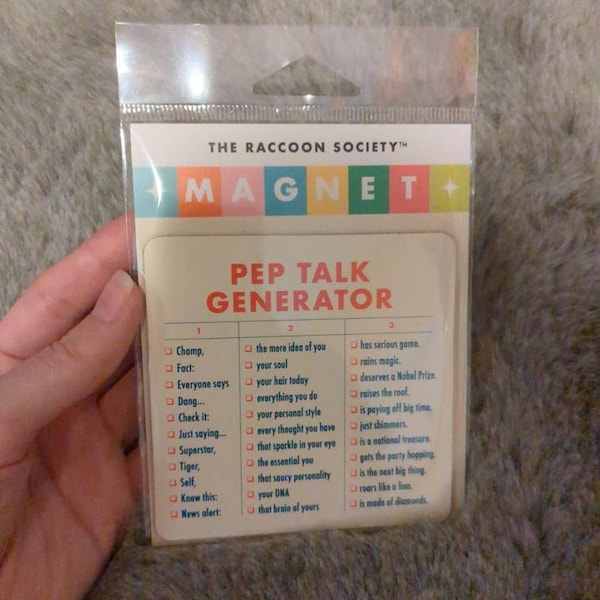 THE RACCOON SOCIETY™
MAGNET
PEP TALK
GENERATOR
1 2 3
Champ, the mere idea of you has serious game.
Fact: your soul rains magic.
Everyone says your hair today deserves a Nobel Prize.
Dang... everything you do raises the roof.
Check it: your personal style is paying off big time.
Just saying... every thought you have just shimmers.
Superstar, that sparkle in your eye is a national treasure.
Tiger, the essential you gets the party hopping.
Self, that saucy personality is the next big thing.
Know this: your DNA roars like a lion.
News alert: that brain of yours is made of diamonds.